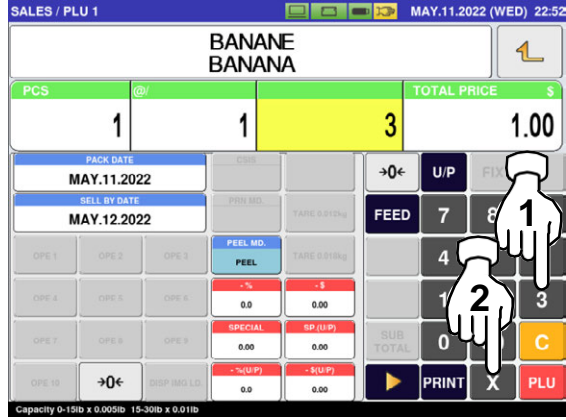 SALES / PLU 1
MAY.11.2022 (WED) 22:52
BANANE
BANANA
PCS
@/
TOTAL PRICE $
1
1
3
1.00
PACK DATE
MAY.11.2022
SELL BY DATE
MAY.12.2022
PRN MD.
TARE 0.015kg
PEEL MD.
PEEL
OPE 1
OPE 2
OPE 3
OPE 4
OPE 5
OPE 6
OPE 7
OPE 8
OPE 9
OPE 10
→0←
DISP IMG LD.
- %
0.0
- $
0.00
SPECIAL
0.00
SP.(U/P)
0.00
- %(U/P)
0.0
- $(U/P)
0.00
→0←
U/P
FIX
FEED
7
8
4
1
3
SUB TOTAL
0
C
PRINT
X
PLU
1
2
Capacity 0-15lb x 0.005lb 15-30lb x 0.01lb